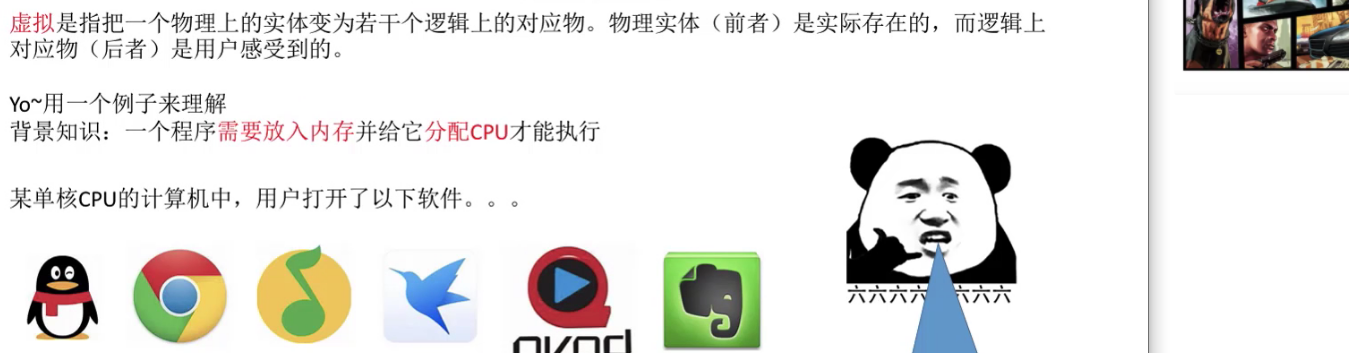 虚拟是指把一个物理上的实体变为若干个逻辑上的对应物。物理实体（前者）是实际存在的，而逻辑上
对应物（后者）是用户感受到的。
Yo~用一个例子来理解
背景知识：一个程序需要放入内存并给它分配CPU才能执行
某单核CPU的计算机中，用户打开了以下软件。。。
六六六六 六六六